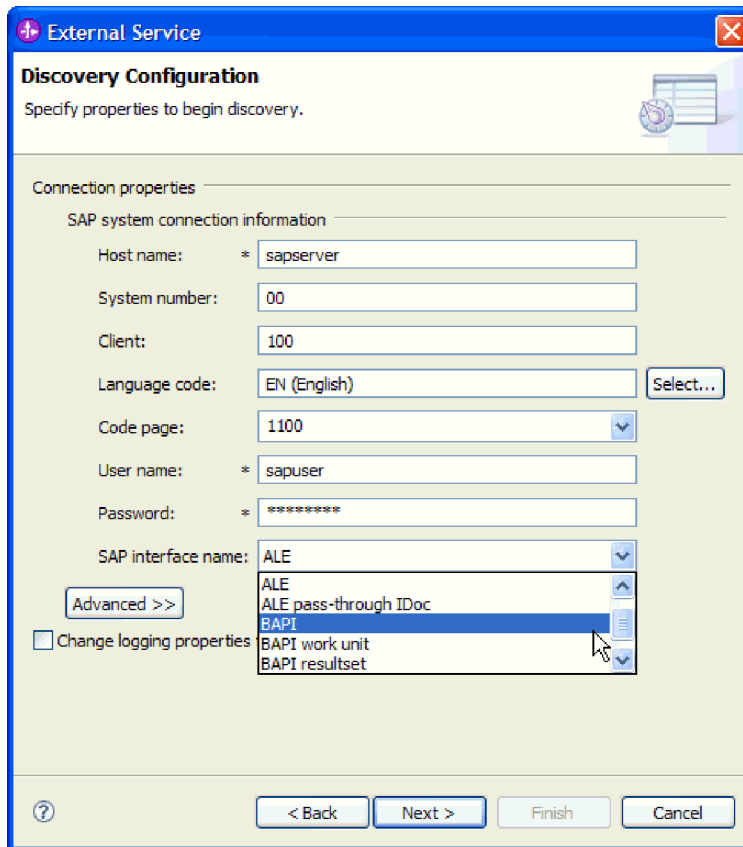 External Service
Discovery Configuration
Specify properties to begin discovery.
Connection properties
SAP system connection information
Host name: * sapserver
System number: 00
Client: 100
Language code: EN (English) Select...
Code page: 1100
User name: * sapuser
Password: * ********
SAP interface name: ALE
ALE
ALE pass-through IDoc
BAPI
BAPI work unit
BAPI resultset
Advanced >>
Change logging properties
< Back Next > Finish Cancel